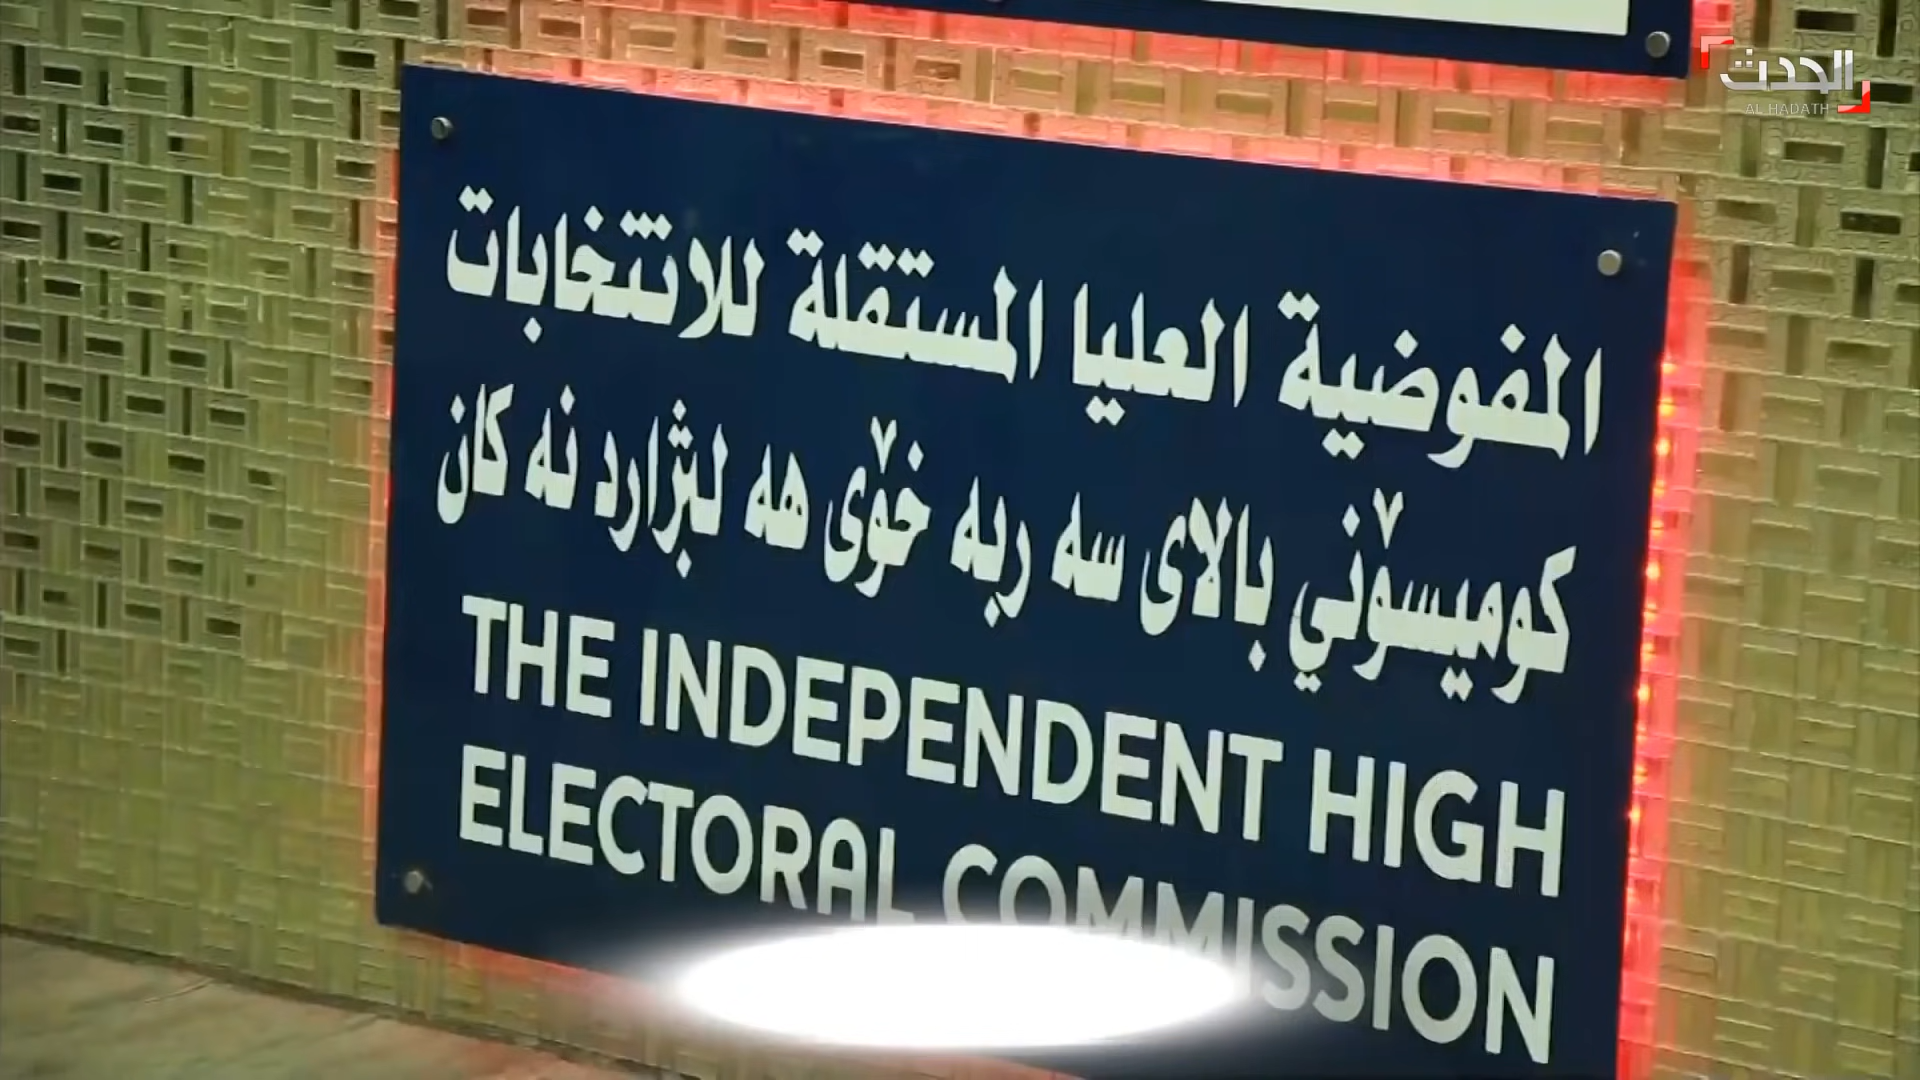 الحدث
AL HADATH
المفوضية العليا المستقلة للانتخابات
كوميسۆني بالاى سه ربه خۆى هه لبژارد نه كان
THE INDEPENDENT HIGH
ELECTORAL COMMISSION